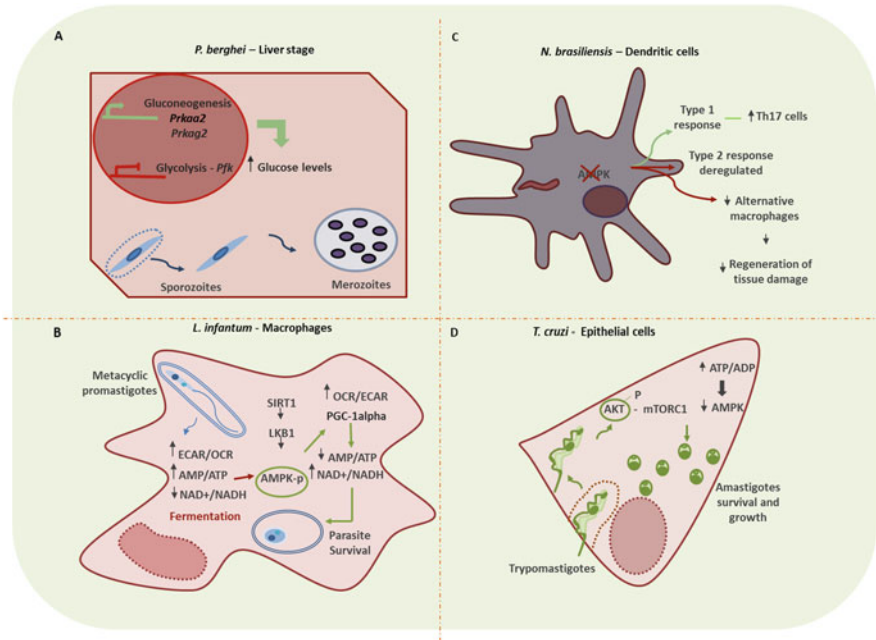 A
P. berghei – Liver stage
Gluconeogenesis
Prkaa2
Prkag2
Glycolysis - Pfk
Glucose levels
Sporozoites
Merozoites
C
N. brasiliensis – Dendritic cells
AMPK
Type 1
response
Th17 cells
Type 2 response
deregulated
Alternative
macrophages
Regeneration of
tissue damage
B
L. infantum - Macrophages
Metacyclic
promastigotes
ECAR/OCR
AMP/ATP
NAD+/NADH
Fermentation
SIRT1
LKB1
AMPK-p
OCR/ECAR
PGC-1alpha
AMP/ATP
NAD+/NADH
Parasite
Survival
D
T. cruzi - Epithelial cells
P
AKT - mTORC1
ATP/ADP
AMPK
Amastigotes
survival and
growth
Trypomastigotes